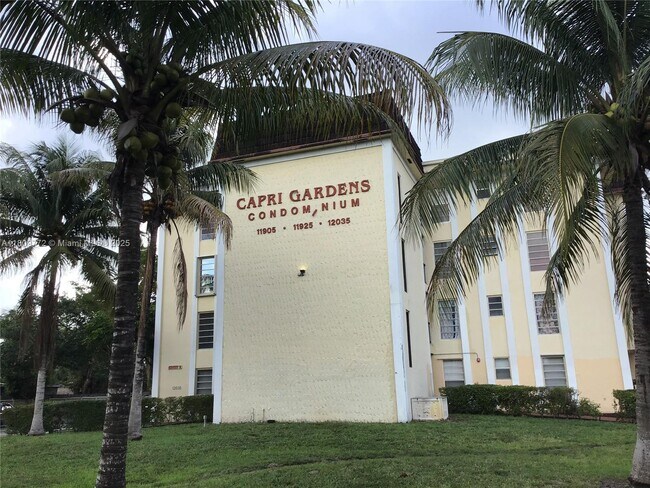 CAPRI GARDENS
CONDOMINIUM
11905 • 11925 • 12035